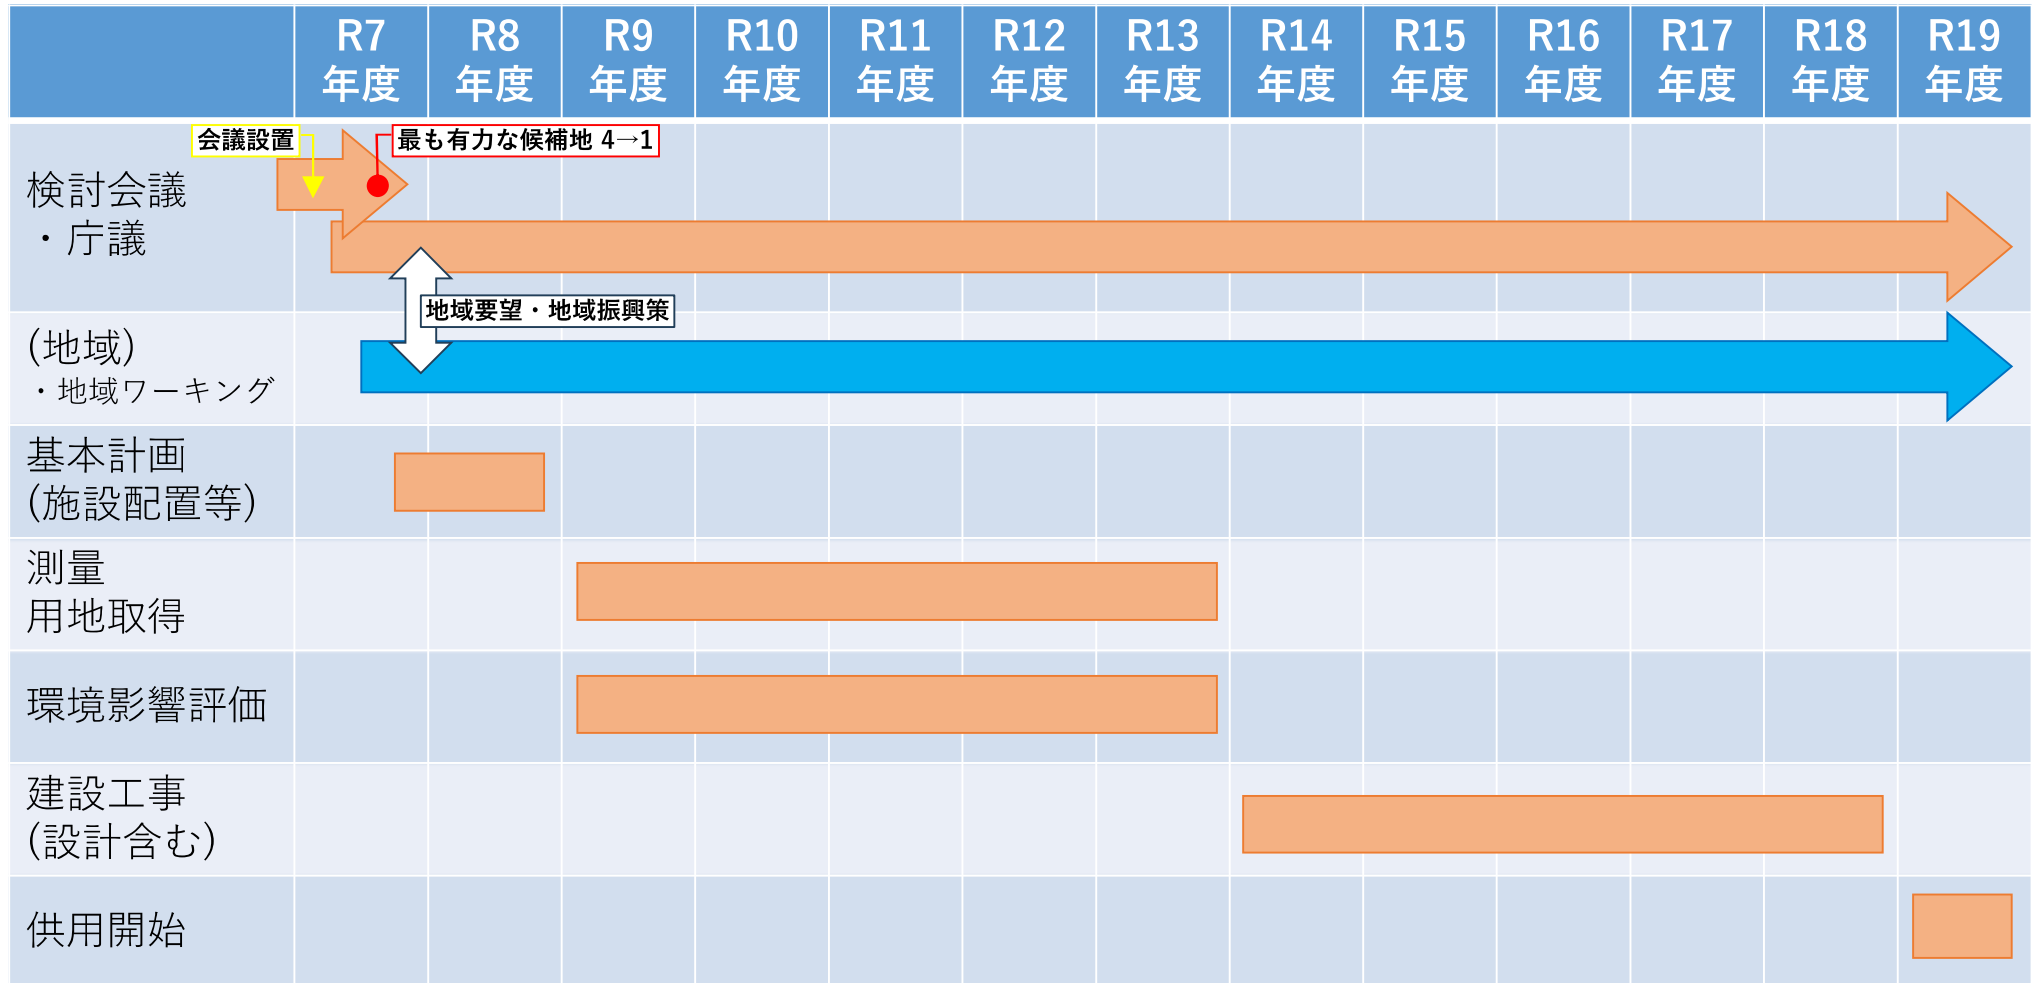 R7
年度
R8
年度
R9
年度
R10
年度
R11
年度
R12
年度
R13
年度
R14
年度
R15
年度
R16
年度
R17
年度
R18
年度
R19
年度
検討会議
・庁議
会議設置
最も有力な候補地 4→1
地域要望・地域振興策
(地域)
・地域ワーキング
基本計画
(施設配置等)
測量
用地取得
環境影響評価
建設工事
(設計含む)
供用開始